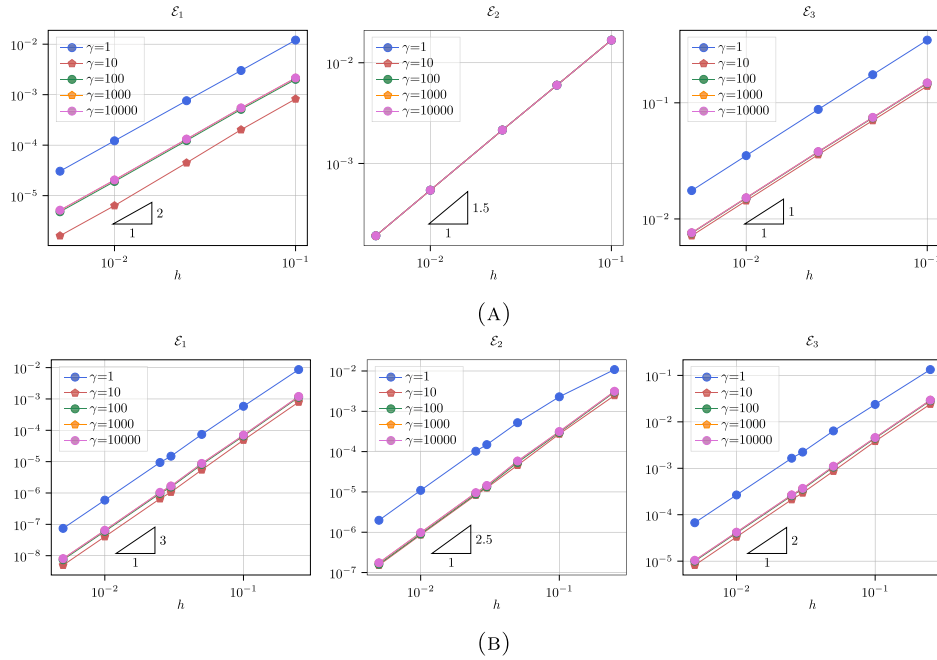 ℰ₁
10⁻²
10⁻³
10⁻⁴
10⁻⁵
γ=1
γ=10
γ=100
γ=1000
γ=10000
2
1
10⁻² 10⁻¹
h
ℰ₂
10⁻²
10⁻³
γ=1
γ=10
γ=100
γ=1000
γ=10000
1.5
1
10⁻² 10⁻¹
h
ℰ₃
10⁻¹
10⁻²
γ=1
γ=10
γ=100
γ=1000
γ=10000
1
1
10⁻² 10⁻¹
h
(A)
ℰ₁
10⁻²
10⁻³
10⁻⁴
10⁻⁵
10⁻⁶
10⁻⁷
10⁻⁸
γ=1
γ=10
γ=100
γ=1000
γ=10000
3
1
10⁻² 10⁻¹
h
ℰ₂
10⁻²
10⁻³
10⁻⁴
10⁻⁵
10⁻⁶
10⁻⁷
γ=1
γ=10
γ=100
γ=1000
γ=10000
2.5
1
10⁻² 10⁻¹
h
ℰ₃
10⁻¹
10⁻²
10⁻³
10⁻⁴
10⁻⁵
γ=1
γ=10
γ=100
γ=1000
γ=10000
2
1
10⁻² 10⁻¹
h
(B)